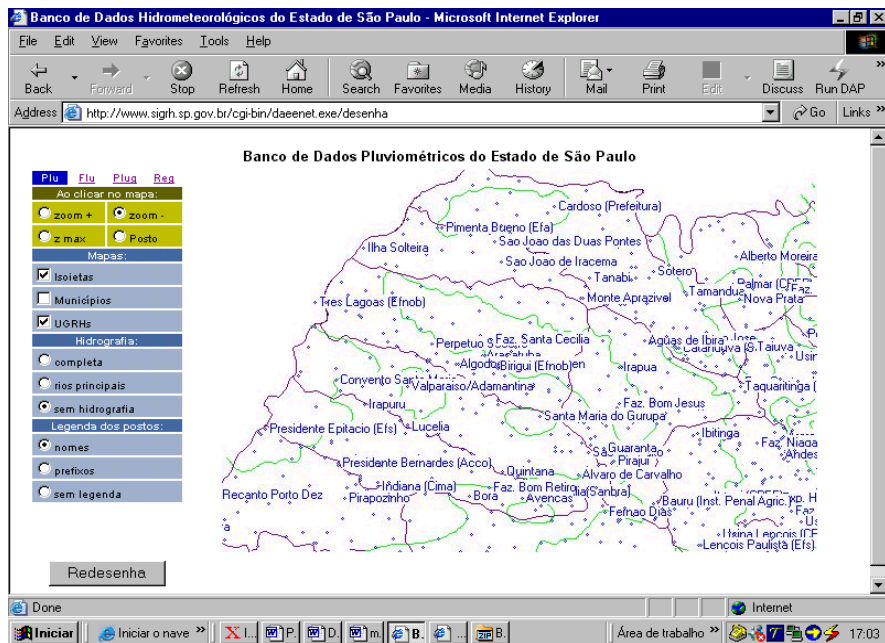 Banco de Dados Hidrometeorológicos do Estado de São Paulo - Microsoft Internet Explorer
File Edit View Favorites Tools Help
Back Forward Stop Refresh Home Search Favorites Media History Mail Print Edit Discuss Run DAP
Address http://www.sigrh.sp.gov.br/cgi-bin/daeenet.exe/desenha Go Links »
Banco de Dados Pluviométricos do Estado de São Paulo
Plu Flu Plug Reg
Ao clicar no mapa:
zoom + zoom -
z max Posto
Mapas:
Isoietas
Municípios
UGRHs
Hidrografia:
completa
rios principais
sem hidrografia
Legenda dos postos:
nomes
prefixos
sem legenda
Redesenha
Cardoso (Prefeitura)
Pimenta Bueno (Efa)
Ilha Solteira
Sao Joao das Duas Pontes
Alberto Moreira
Sao Joao de Iracema
Sotero
Tanabi
Tamandua
Tres Lagoas (Efnob)
Monte Aprazivel
Nova Prata
Perpetuo
Faz. Santa Cecilia
Aguas de Ibira
Taiuva
Birigui (Efnob)
Irapua
Convento
Valparaiso/Adamantina
Taquaritinga (
Irapuru
Faz. Bom Jesus
Santa Maria do Gurupa
Presidente Epitacio (Efs)
Lucelia
Ibitinga
Guaranta
Pirajui
Presidente Bernardes (Acco)
Quintana
Alvaro de Carvalho
Indiana (Cima)
Faz. Bom Retiro
Recanto Porto Dez
Pirapozinho
Bora
Avencas
Bauru (Inst. Penal Agric.)
Fernao Dias
Lencois Paulista (Efs)
Done Internet
Iniciar Iniciar o nave » X I... P. D. m. B. ... B. Área de trabalho » 17:03